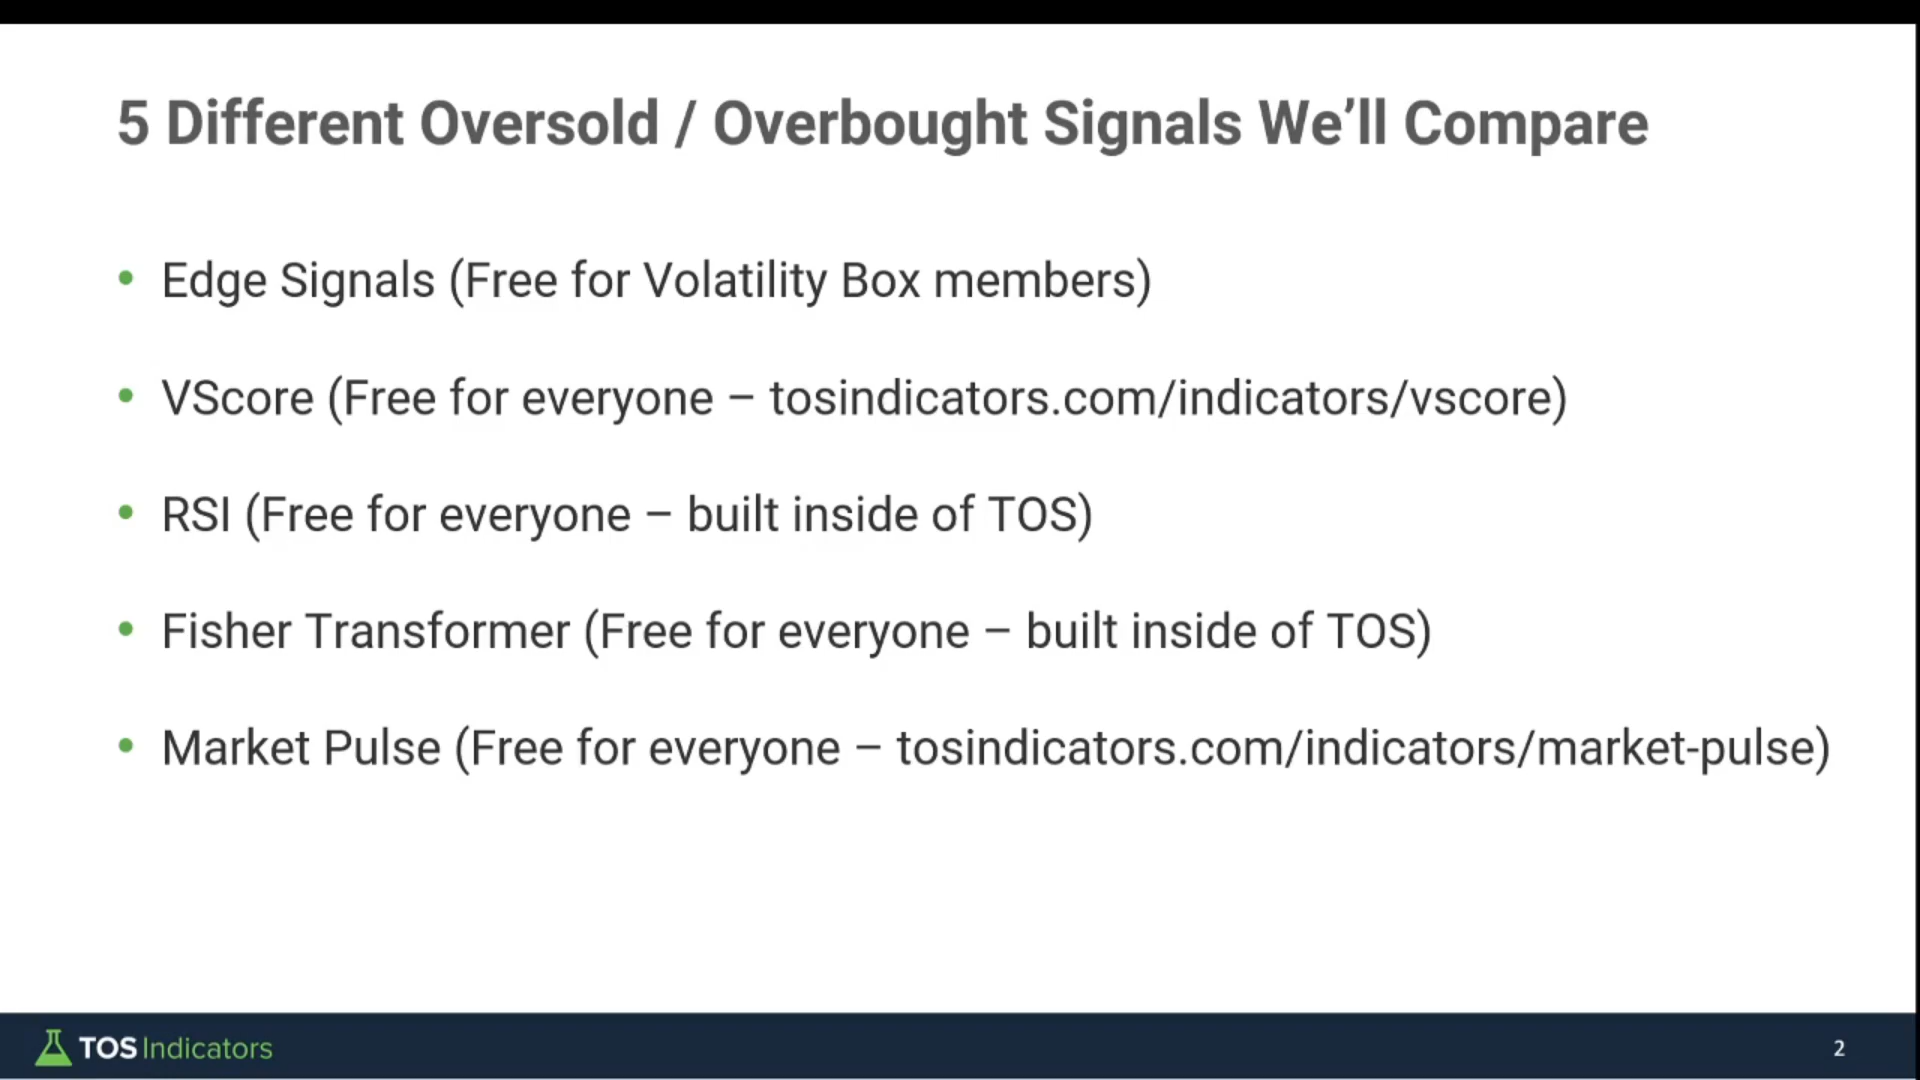 5 Different Oversold / Overbought Signals We’ll Compare
• Edge Signals (Free for Volatility Box members)
• VScore (Free for everyone – tosindicators.com/indicators/vscore)
• RSI (Free for everyone – built inside of TOS)
• Fisher Transformer (Free for everyone – built inside of TOS)
• Market Pulse (Free for everyone – tosindicators.com/indicators/market-pulse)
TOS Indicators
2